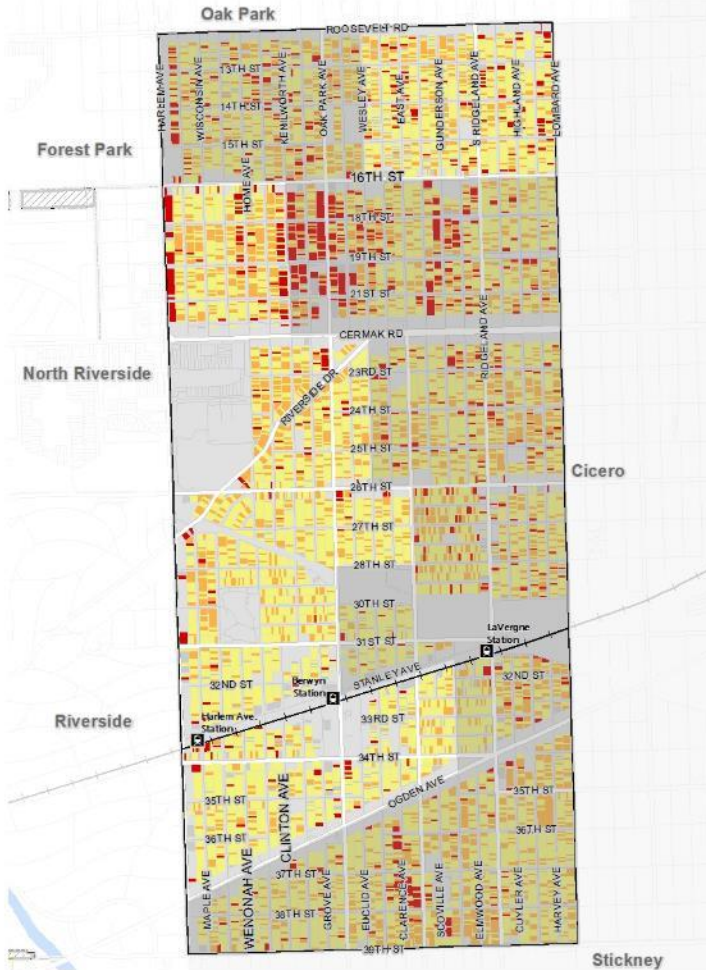 Oak Park
ROOSEVELT RD
HARLEM AVE
WISCONSIN AVE
13TH ST
14TH ST
15TH ST
KENILWORTH AVE
OAK PARK AVE
WESLEY AVE
EAST AVE
GUNDERSON AVE
S RIDGELAND AVE
HIGHLAND AVE
LOMBARD AVE
Forest Park
HOME AVE
16TH ST
18TH ST
19TH ST
21ST ST
RIDGELAND AVE
CERMAK RD
North Riverside
RIVERSIDE DR
23RD ST
24TH ST
25TH ST
Cicero
26TH ST
27TH ST
28TH ST
30TH ST
31ST ST
LaVergne
Station
STANLEY AVE
32ND ST
32ND ST
Berwyn
Station
Riverside
Harlem Ave.
Station
33RD ST
34TH ST
OGDEN AVE
35TH ST
35TH ST
36TH ST
36TH ST
CLINTON AVE
37TH ST
MAPLE AVE
WENONAH AVE
38TH ST
GROVE AVE
EUCLID AVE
CLARENCE AVE
SCOVILLE AVE
ELMWOOD AVE
CUYLER AVE
HARVEY AVE
39TH ST
Stickney